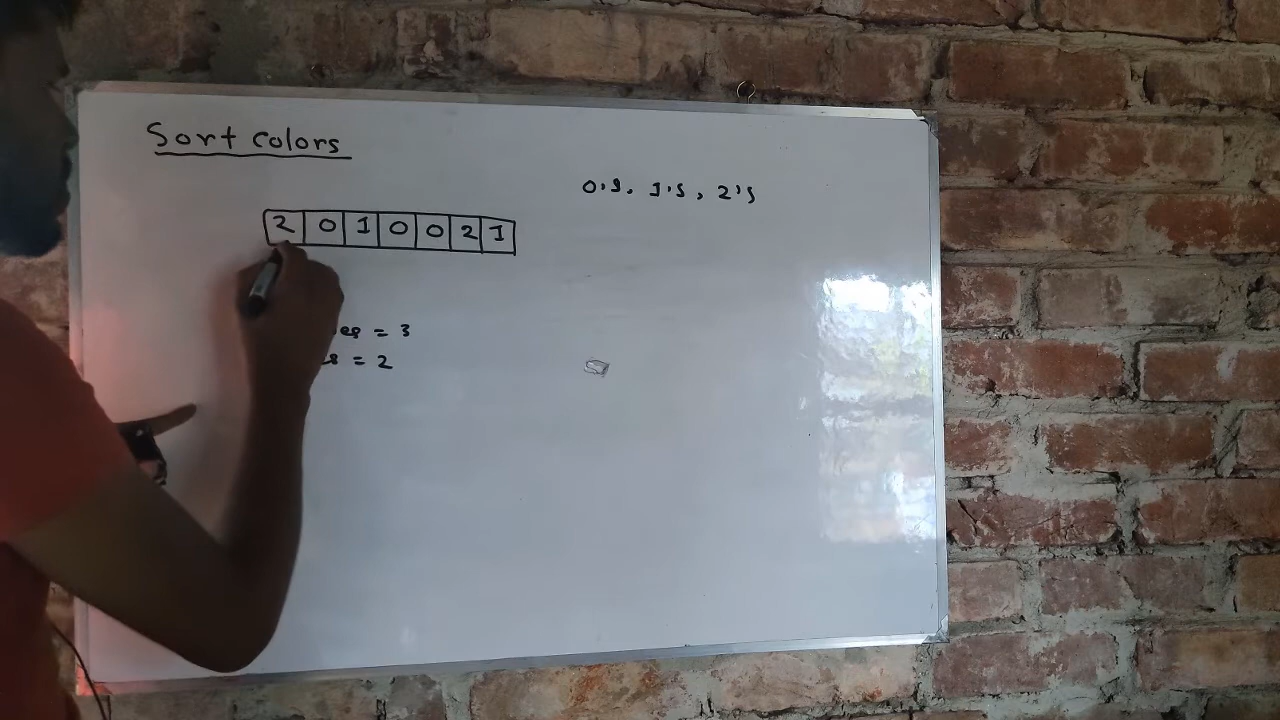 Sort colors
0's, 1's, 2's
2 0 1 0 0 2 1
= 3
= 2